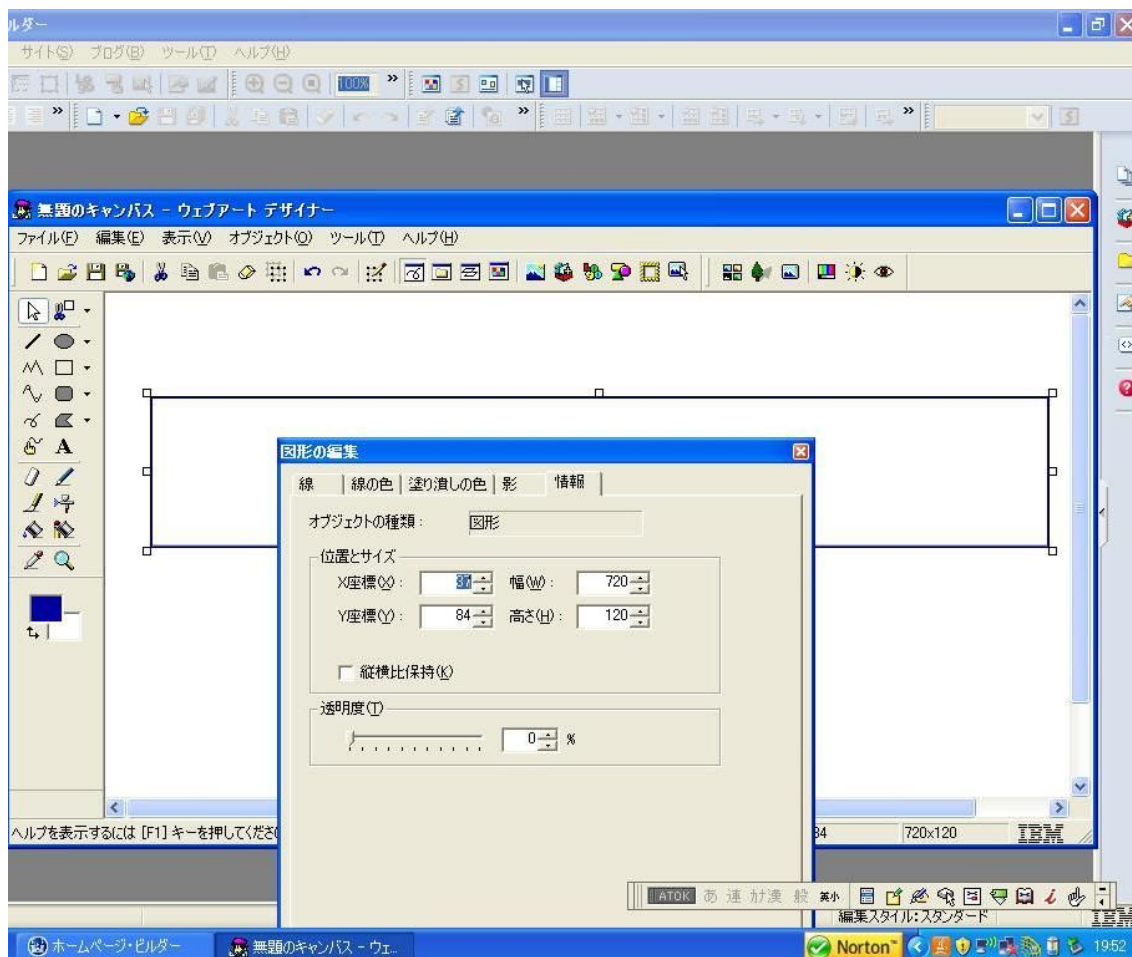 ルダー
サイト(S) ブログ(B) ツール(T) ヘルプ(H)
100%
無題のキャンバス - ウェブアート デザイナー
ファイル(F) 編集(E) 表示(V) オブジェクト(O) ツール(T) ヘルプ(H)
A
図形の編集
線 線の色 塗り潰しの色 影 情報
オブジェクトの種類: 図形
位置とサイズ
X座標(X): 37 幅(W): 720
Y座標(Y): 84 高さ(H): 120
縦横比保持(K)
透明度(T)
0 %
ヘルプを表示するには [F1] キーを押してくださ
84 720x120 IBM
ATOK あ 連 ｶﾅ漢 般 英小
編集スタイル:スタンダード IBM
ホームページ・ビルダー 無題のキャンバス - ウェ... Norton™ 19:52